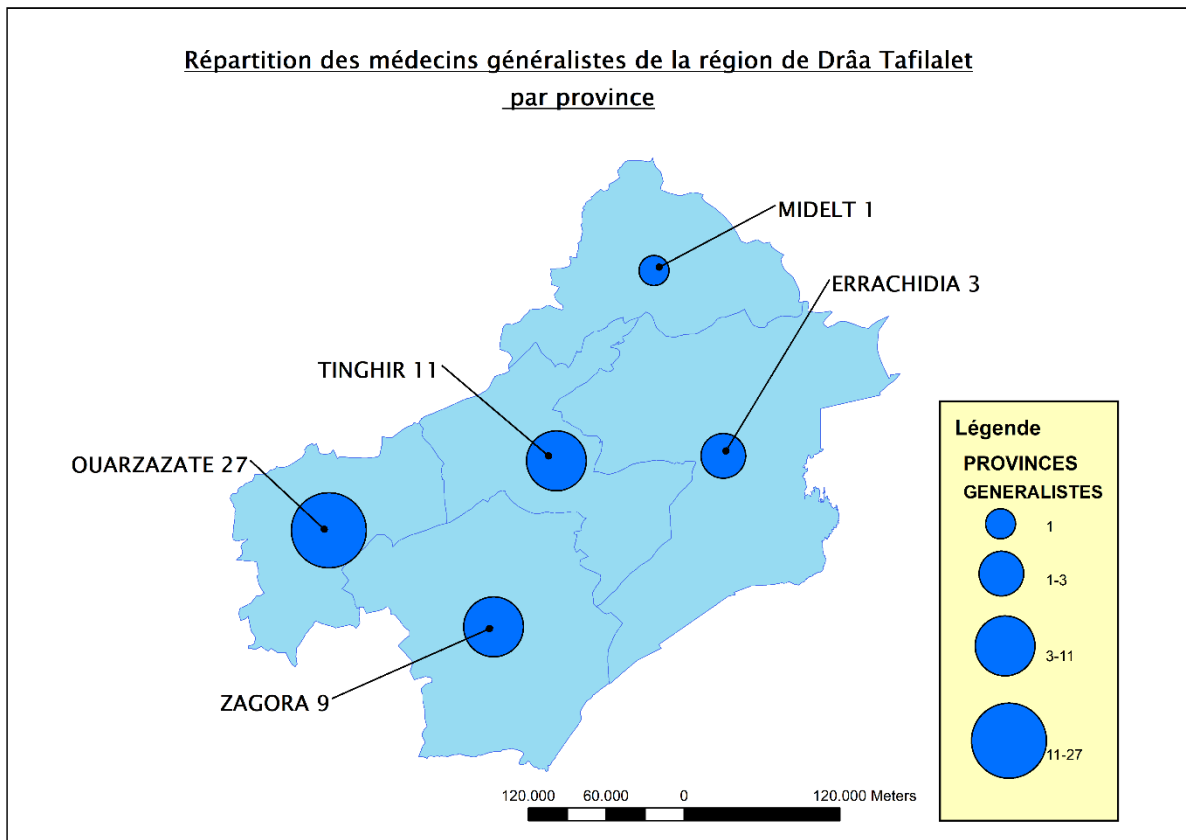 Répartition des médecins généralistes de la région de Drâa Tafilalet
par province
MIDELT 1
ERRACHIDIA 3
TINGHIR 11
OUARZAZATE 27
ZAGORA 9
Légende
PROVINCES
GENERALISTES
1
1-3
3-11
11-27
120.000 60.000 0 120.000 Meters